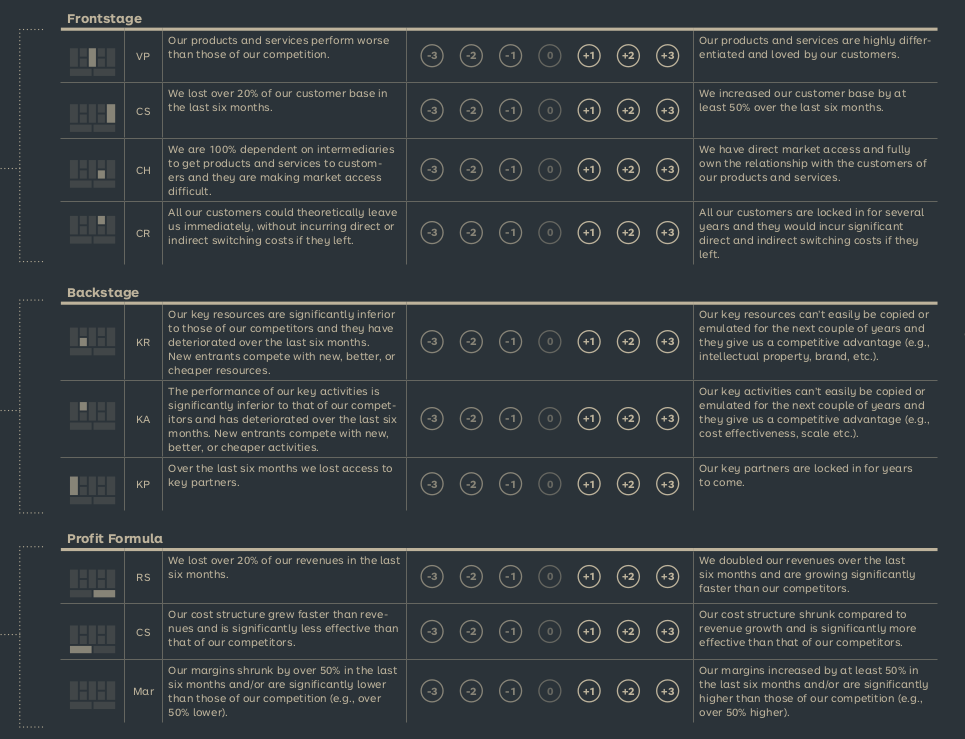 Frontstage
VP
Our products and services perform worse
than those of our competition.
-3 -2 -1 0 +1 +2 +3
Our products and services are highly differ-
entiated and loved by our customers.
CS
We lost over 20% of our customer base in
the last six months.
-3 -2 -1 0 +1 +2 +3
We increased our customer base by at
least 50% over the last six months.
CH
We are 100% dependent on intermediaries
to get products and services to custom-
ers and they are making market access
difficult.
-3 -2 -1 0 +1 +2 +3
We have direct market access and fully
own the relationship with the customers of
our products and services.
CR
All our customers could theoretically leave
us immediately, without incurring direct or
indirect switching costs if they left.
-3 -2 -1 0 +1 +2 +3
All our customers are locked in for several
years and they would incur significant
direct and indirect switching costs if they
left.
Backstage
KR
Our key resources are significantly inferior
to those of our competitors and they have
deteriorated over the last six months.
New entrants compete with new, better, or
cheaper resources.
-3 -2 -1 0 +1 +2 +3
Our key resources can't easily be copied or
emulated for the next couple of years and
they give us a competitive advantage (e.g.,
intellectual property, brand, etc.).
KA
The performance of our key activities is
significantly inferior to that of our compet-
itors and has deteriorated over the last six
months. New entrants compete with new,
better, or cheaper activities.
-3 -2 -1 0 +1 +2 +3
Our key activities can't easily be copied or
emulated for the next couple of years and
they give us a competitive advantage (e.g.,
cost effectiveness, scale etc.).
KP
Over the last six months we lost access to
key partners.
-3 -2 -1 0 +1 +2 +3
Our key partners are locked in for years
to come.
Profit Formula
RS
We lost over 20% of our revenues in the last
six months.
-3 -2 -1 0 +1 +2 +3
We doubled our revenues over the last
six months and are growing significantly
faster than our competitors.
CS
Our cost structure grew faster than reve-
nues and is significantly less effective than
that of our competitors.
-3 -2 -1 0 +1 +2 +3
Our cost structure shrunk compared to
revenue growth and is significantly more
effective than that of our competitors.
Mar
Our margins shrunk by over 50% in the last
six months and/or are significantly lower
than those of our competition (e.g., over
50% lower).
-3 -2 -1 0 +1 +2 +3
Our margins increased by at least 50% in
the last six months and/or are significantly
higher than those of our competition (e.g.,
over 50% higher).